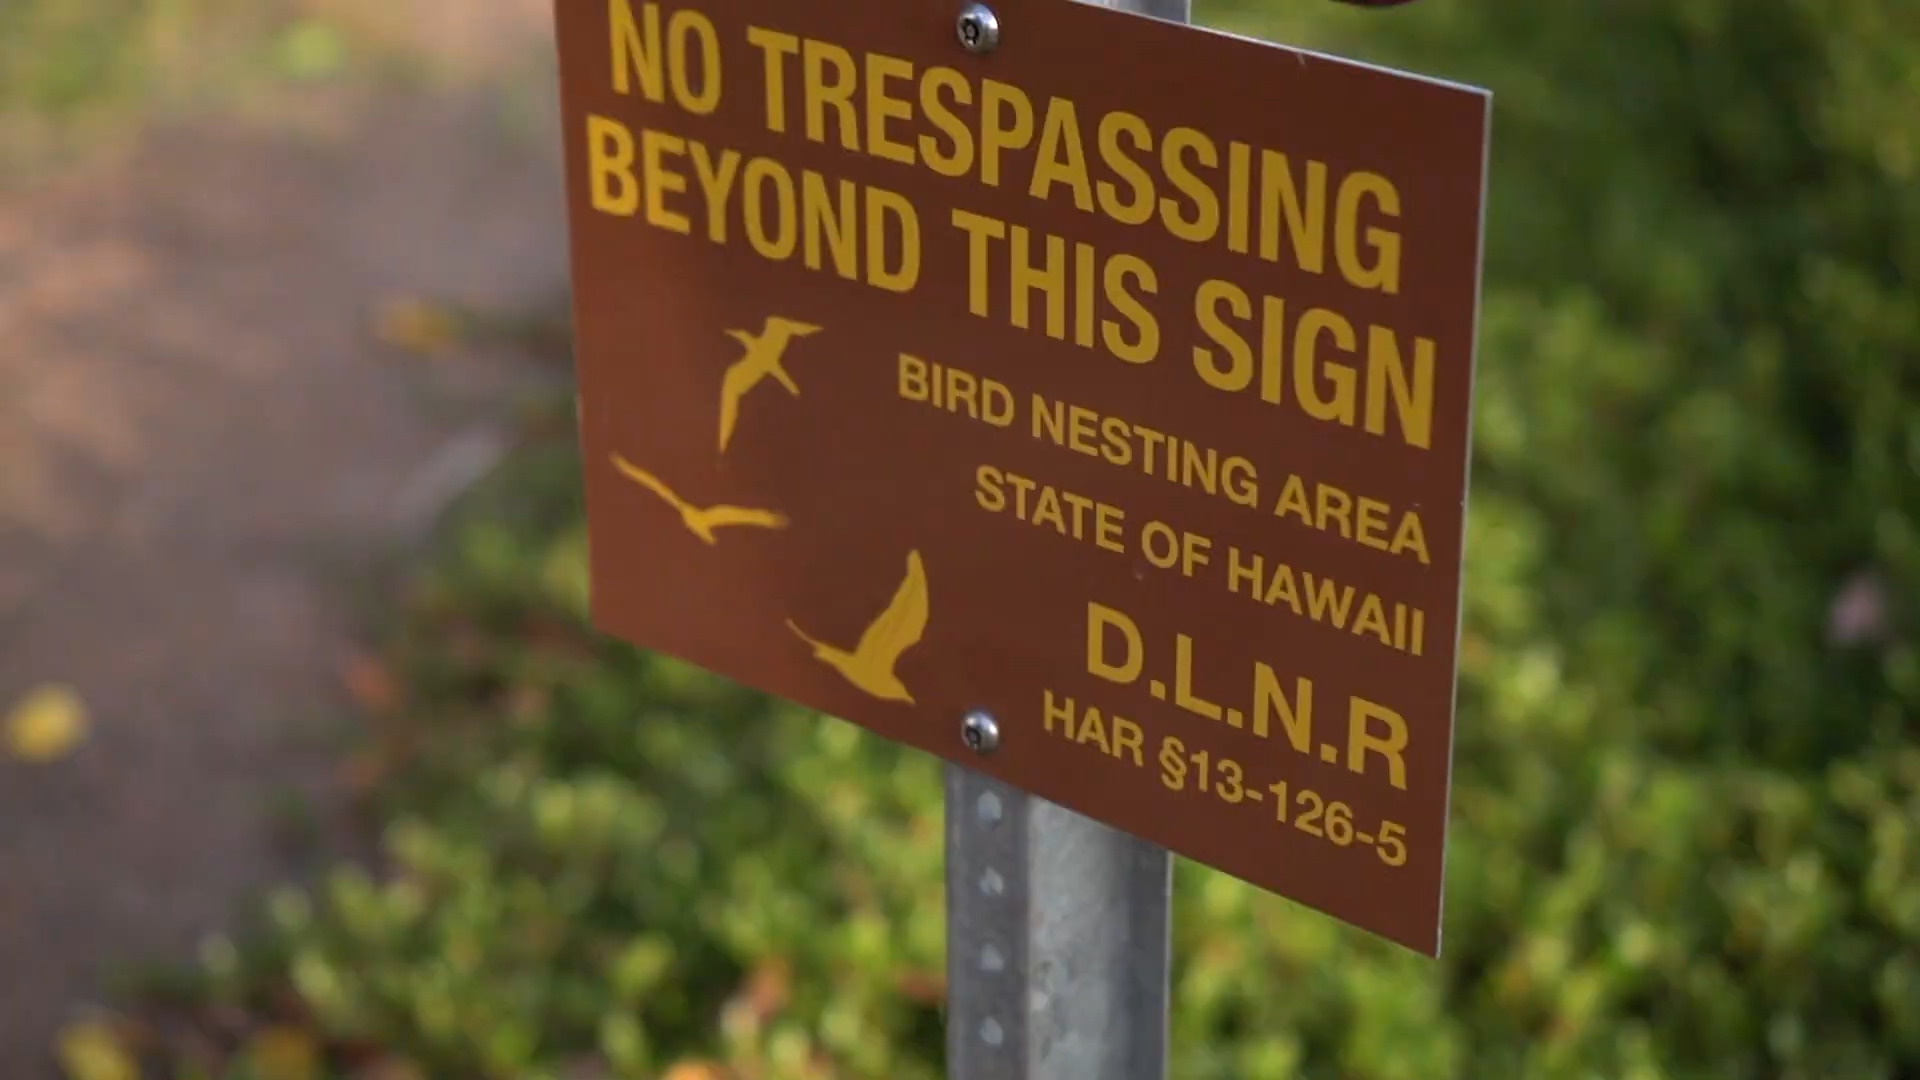 NO TRESPASSING
BEYOND THIS SIGN
BIRD NESTING AREA
STATE OF HAWAII
D.L.N.R
HAR §13-126-5